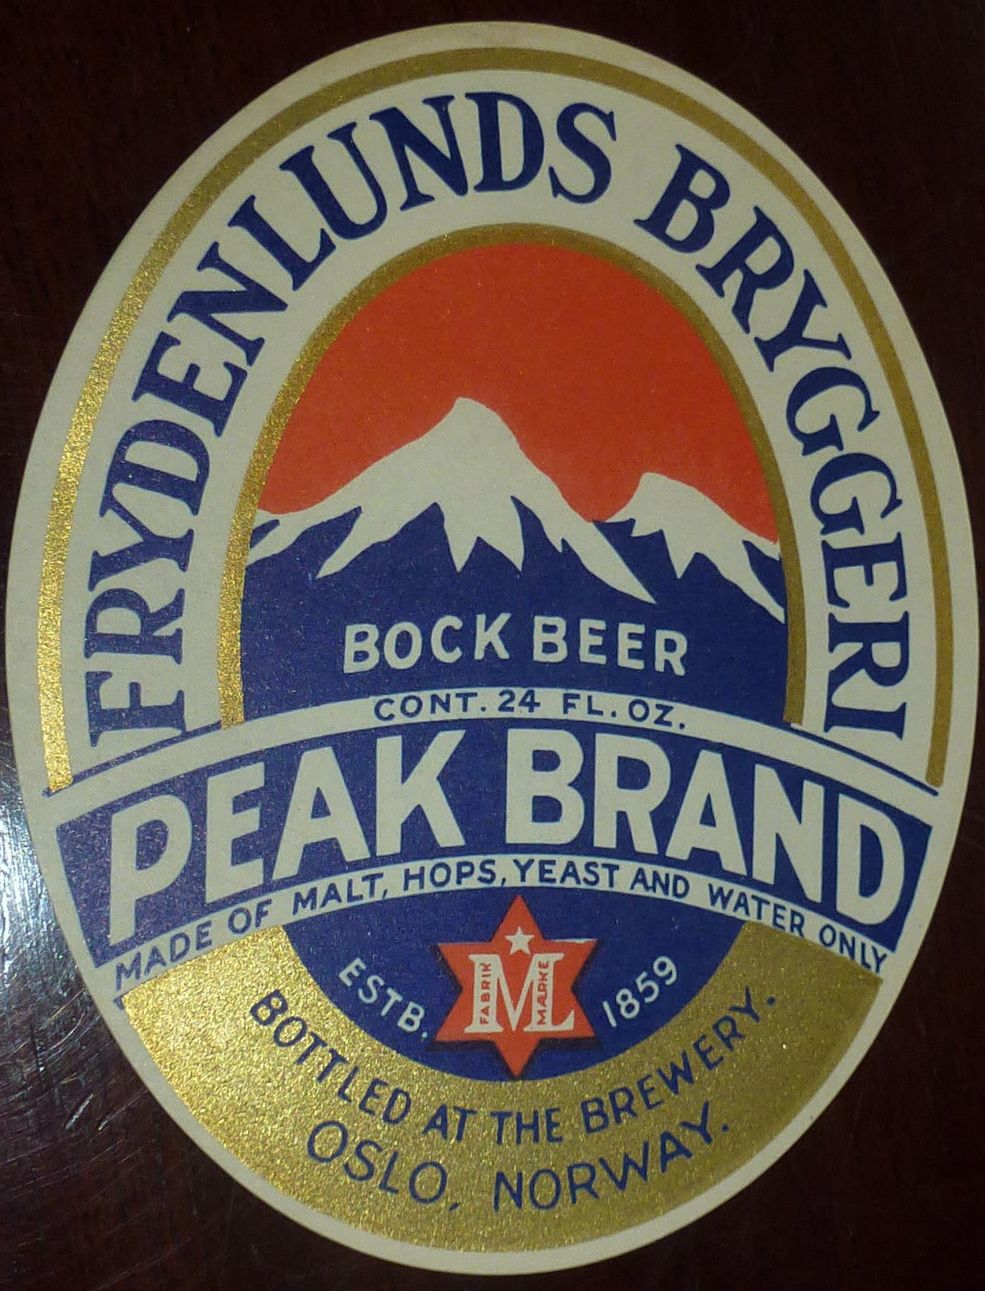 FRYDENLUNDS BRYGGERI
BOCK BEER
CONT. 24 FL. OZ.
PEAK BRAND
MADE OF MALT, HOPS, YEAST AND WATER ONLY
ESTB. 1859
FABRIK ML MÆRKE
BOTTLED AT THE BREWERY.
OSLO, NORWAY.